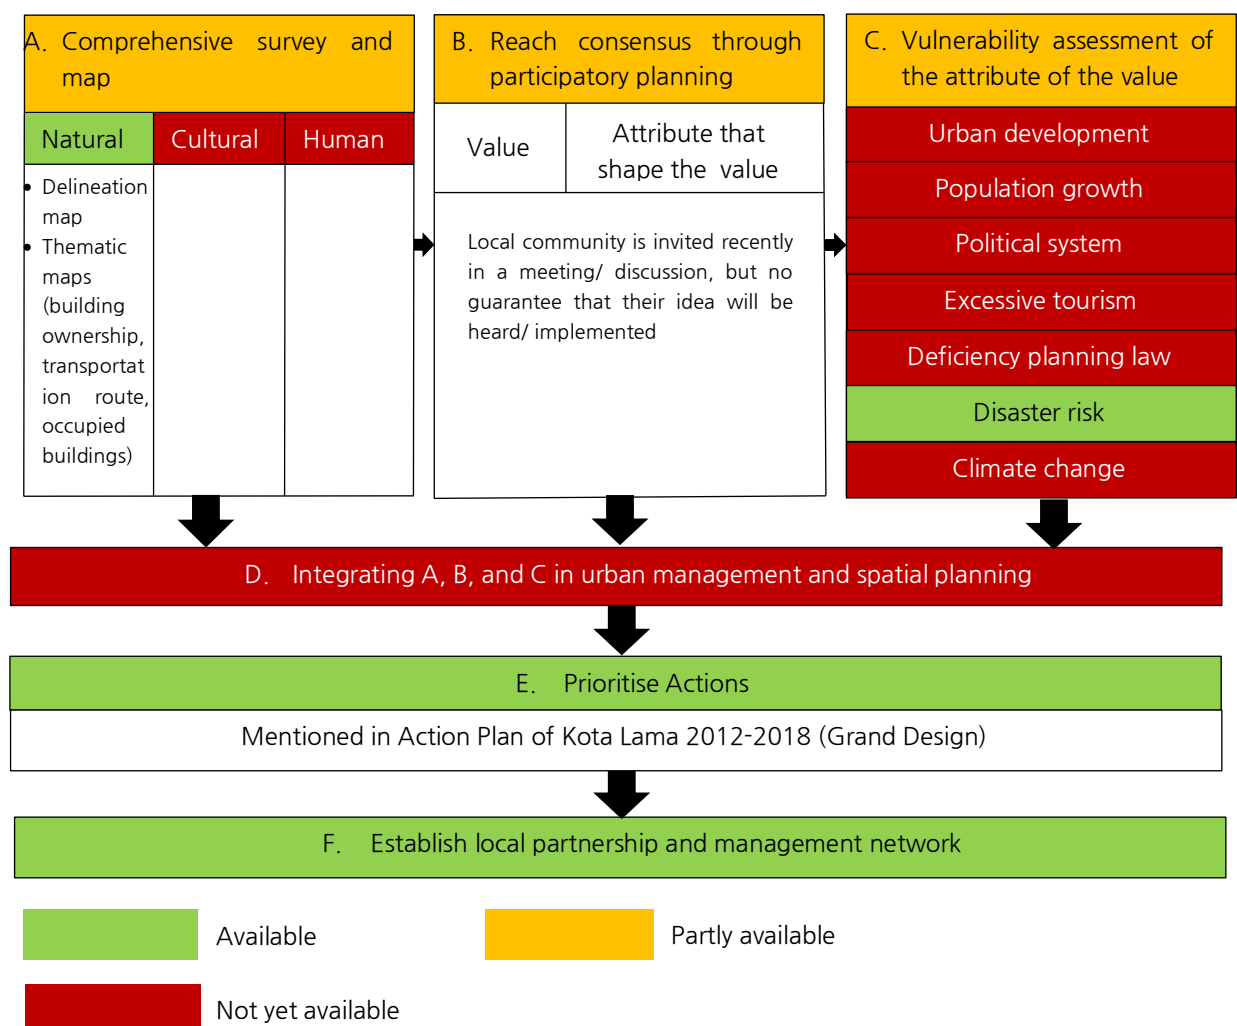 A. Comprehensive survey and
map
Natural
Cultural
Human
• Delineation
map
• Thematic
maps
(building
ownership,
transportat
ion route,
occupied
buildings)
B. Reach consensus through
participatory planning
Value
Attribute that
shape the value
Local community is invited recently
in a meeting/ discussion, but no
guarantee that their idea will be
heard/ implemented
C. Vulnerability assessment of
the attribute of the value
Urban development
Population growth
Political system
Excessive tourism
Deficiency planning law
Disaster risk
Climate change
D. Integrating A, B, and C in urban management and spatial planning
E. Prioritise Actions
Mentioned in Action Plan of Kota Lama 2012-2018 (Grand Design)
F. Establish local partnership and management network
Available
Partly available
Not yet available